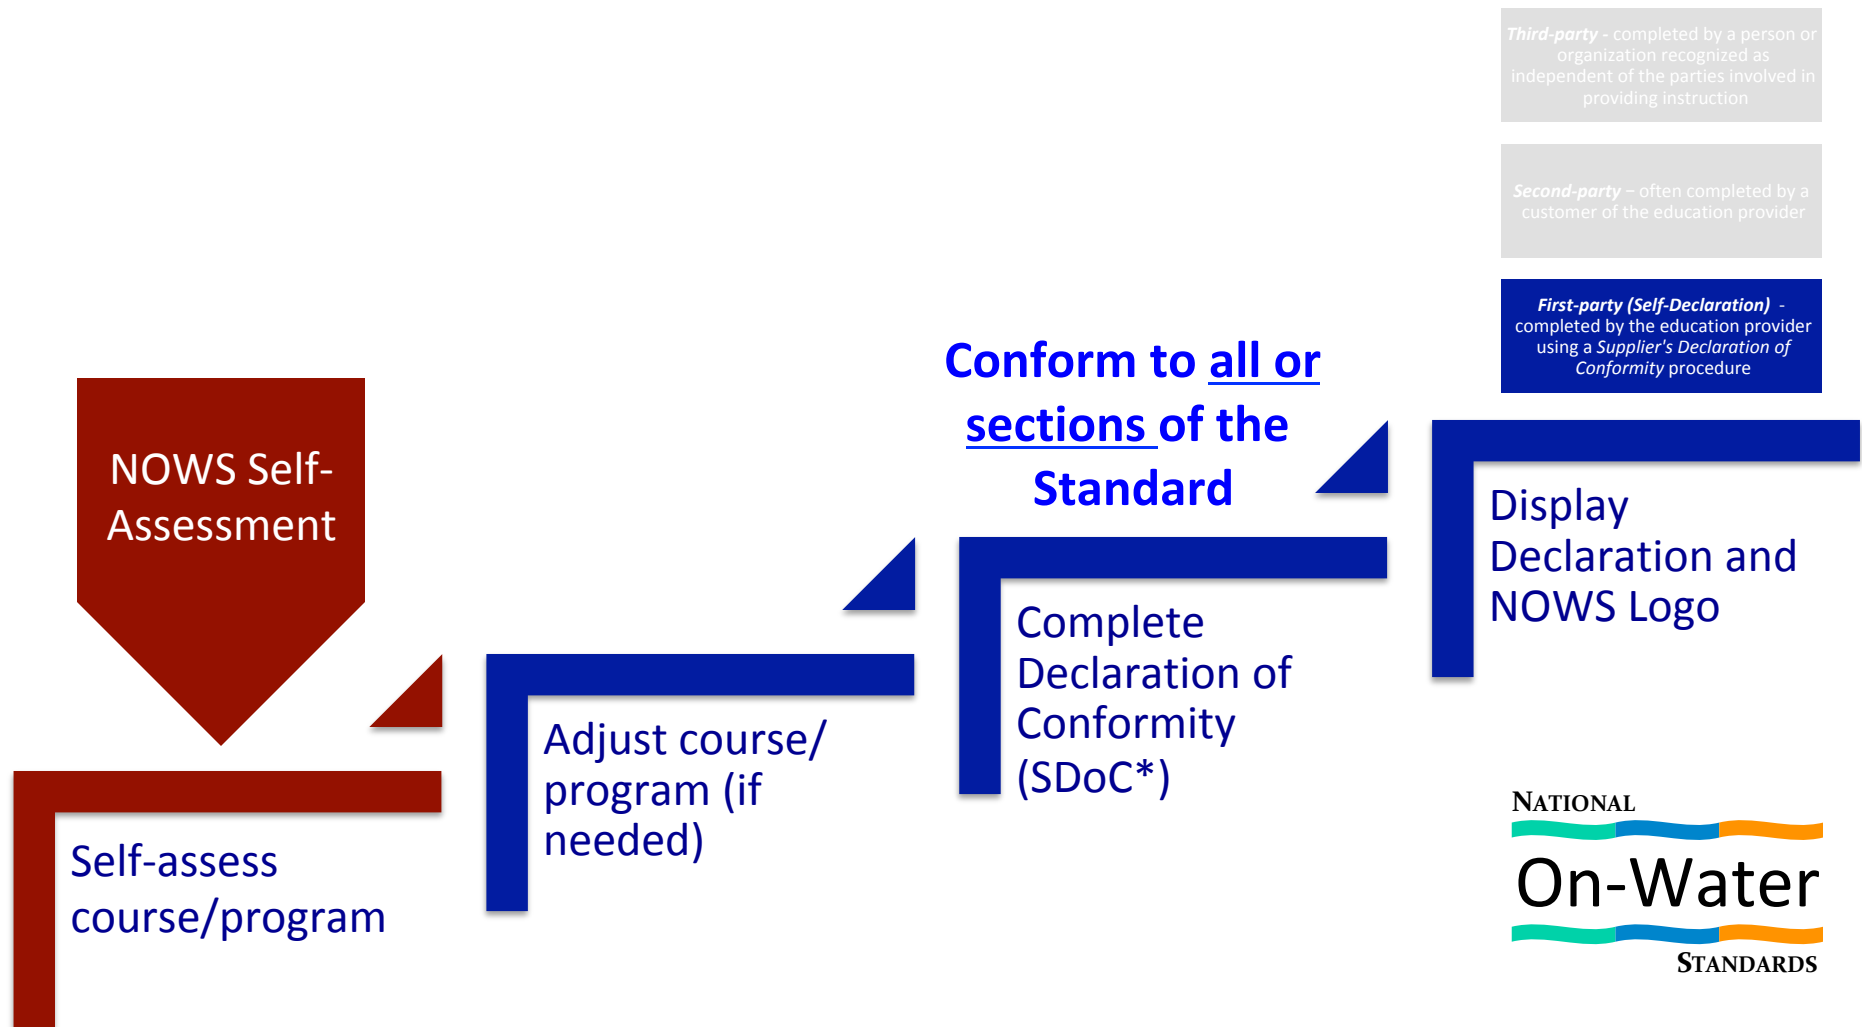 Third-party - completed by a person or
organization recognized as
independent of the parties involved in
providing instruction
Second-party – often completed by a
customer of the education provider
First-party (Self-Declaration) -
completed by the education provider
using a Supplier's Declaration of
Conformity procedure
Conform to all or
sections of the
Standard
NOWS Self-
Assessment
Display
Declaration and
NOWS Logo
Complete
Declaration of
Conformity
(SDoC*)
Adjust course/
program (if
needed)
Self-assess
course/program
NATIONAL
On-Water
STANDARDS